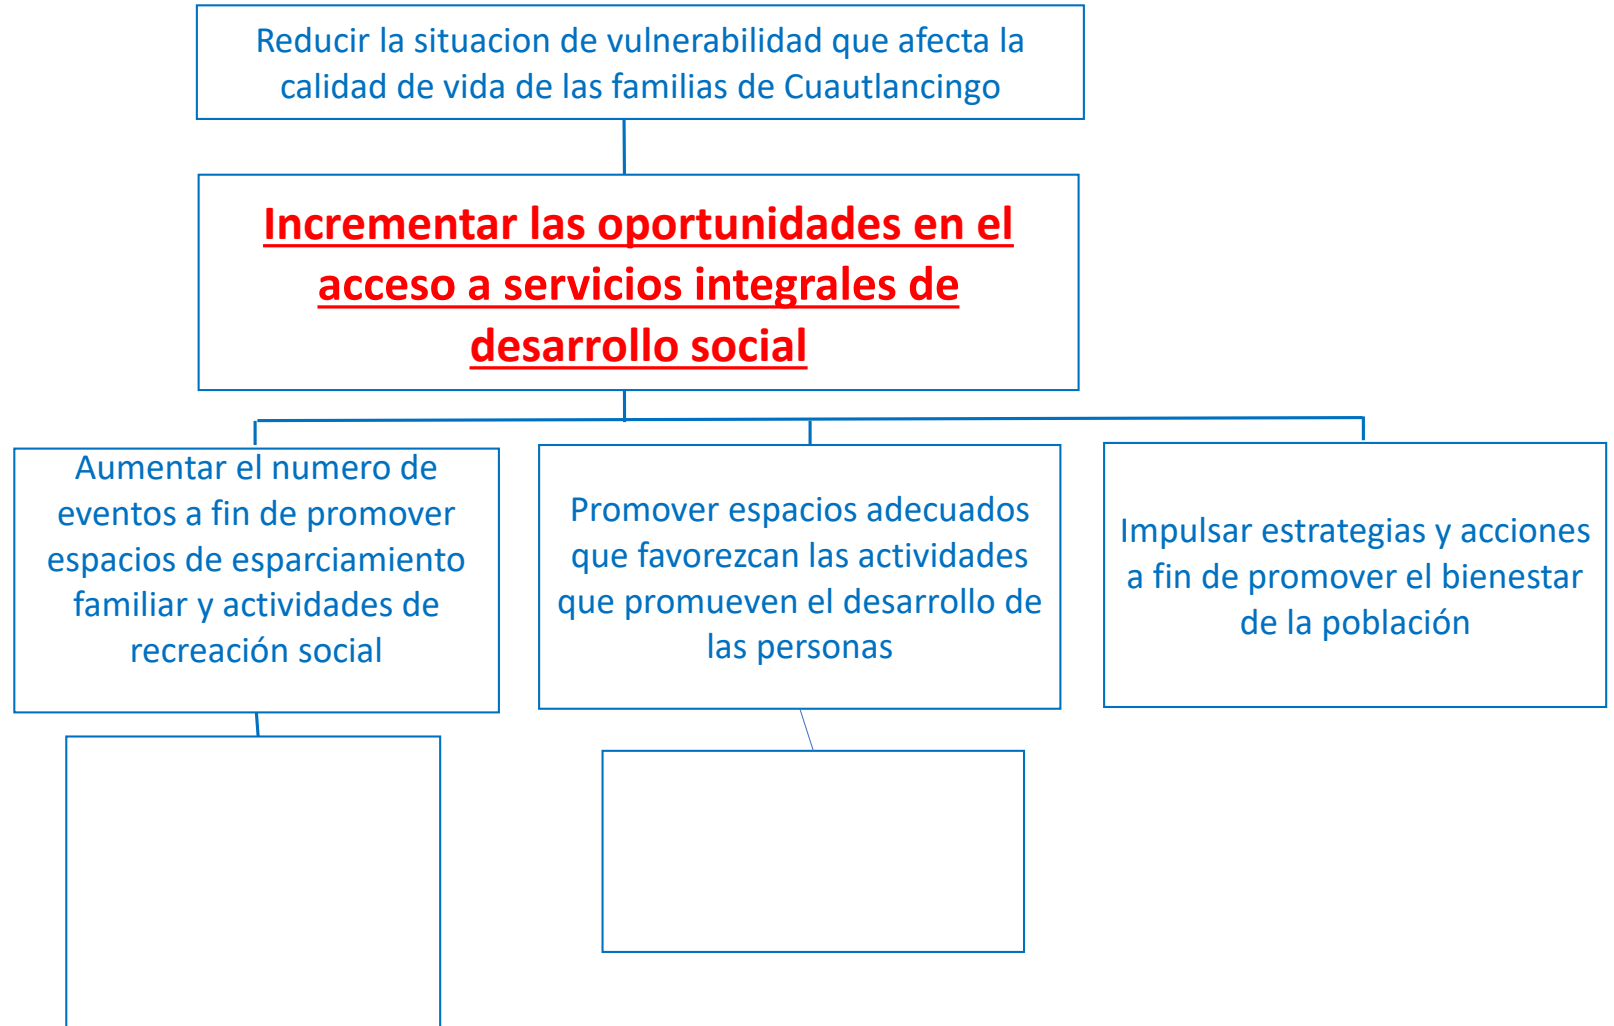 Reducir la situacion de vulnerabilidad que afecta la
calidad de vida de las familias de Cuautlancingo
Incrementar las oportunidades en el
acceso a servicios integrales de
desarrollo social
Aumentar el numero de
eventos a fin de promover
espacios de esparciamiento
familiar y actividades de
recreación social
Promover espacios adecuados
que favorezcan las actividades
que promueven el desarrollo de
las personas
Impulsar estrategias y acciones
a fin de promover el bienestar
de la población